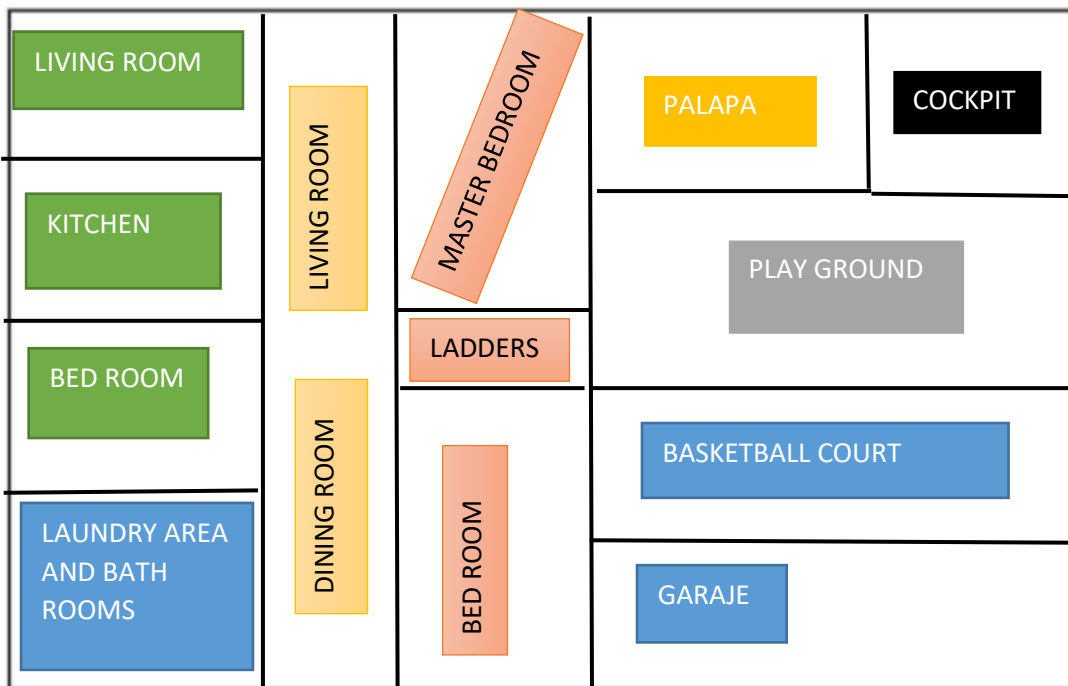 LIVING ROOM
KITCHEN
BED ROOM
LAUNDRY AREA
AND BATH
ROOMS
LIVING ROOM
DINING ROOM
MASTER BEDROOM
LADDERS
BED ROOM
PALAPA
COCKPIT
PLAY GROUND
BASKETBALL COURT
GARAJE